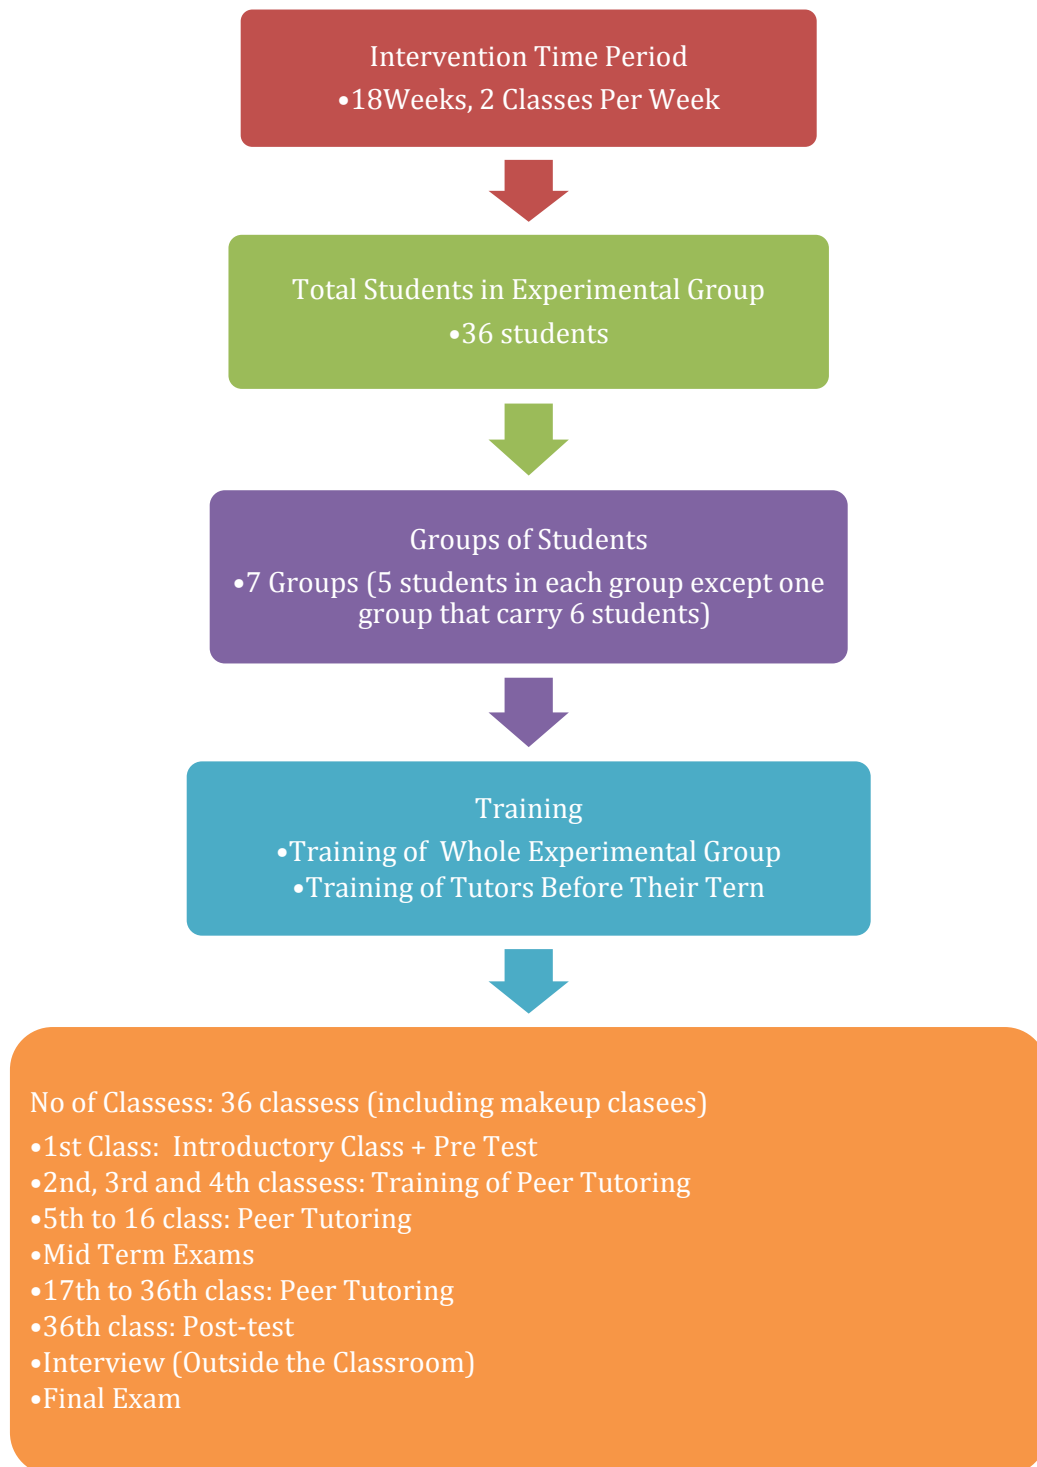 Intervention Time Period
•18Weeks, 2 Classes Per Week
Total Students in Experimental Group
•36 students
Groups of Students
•7 Groups (5 students in each group except one
group that carry 6 students)
Training
•Training of  Whole Experimental Group
•Training of Tutors Before Their Tern
No of Classess: 36 classess (including makeup clasees)
•1st Class:  Introductory Class + Pre Test
•2nd, 3rd and 4th classess: Training of Peer Tutoring
•5th to 16 class: Peer Tutoring
•Mid Term Exams
•17th to 36th class: Peer Tutoring
•36th class: Post-test
•Interview (Outside the Classroom)
•Final Exam